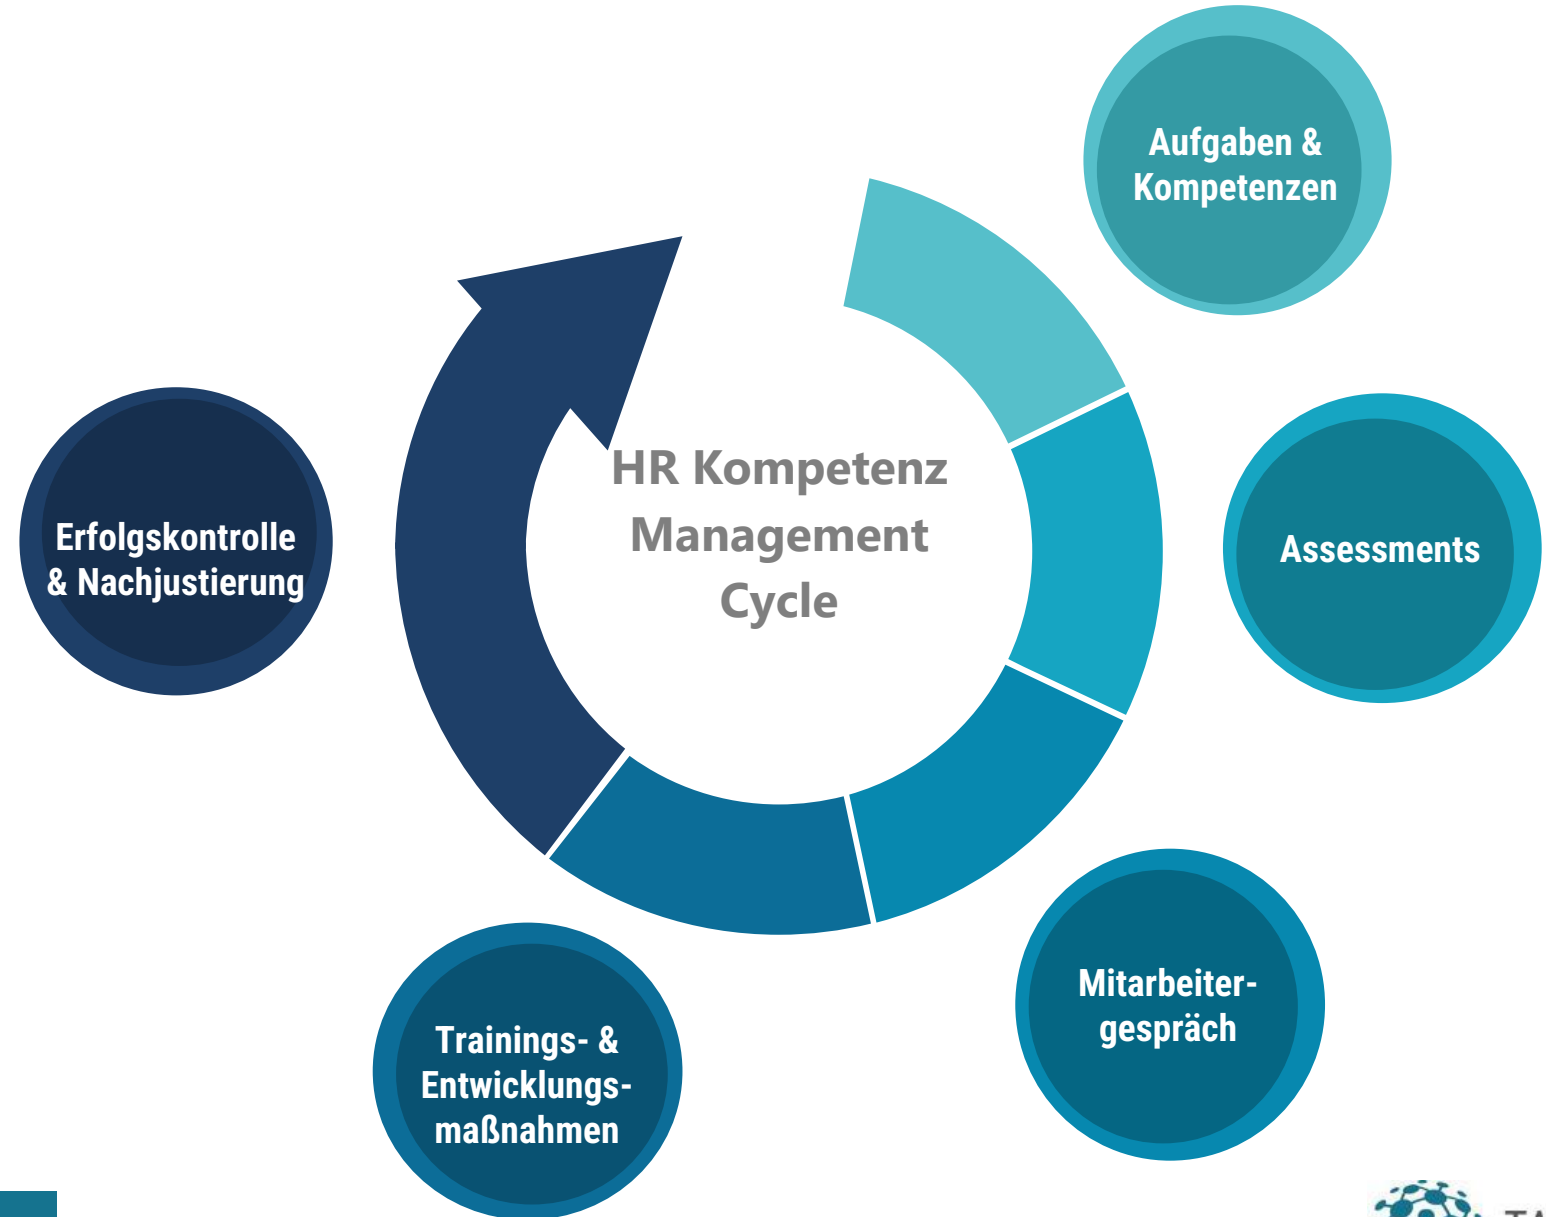 Aufgaben &
Kompetenzen
HR Kompetenz
Management
Cycle
Assessments
Erfolgskontrolle
& Nachjustierung
Mitarbeiter-
gespräch
Trainings- &
Entwicklungs-
maßnahmen